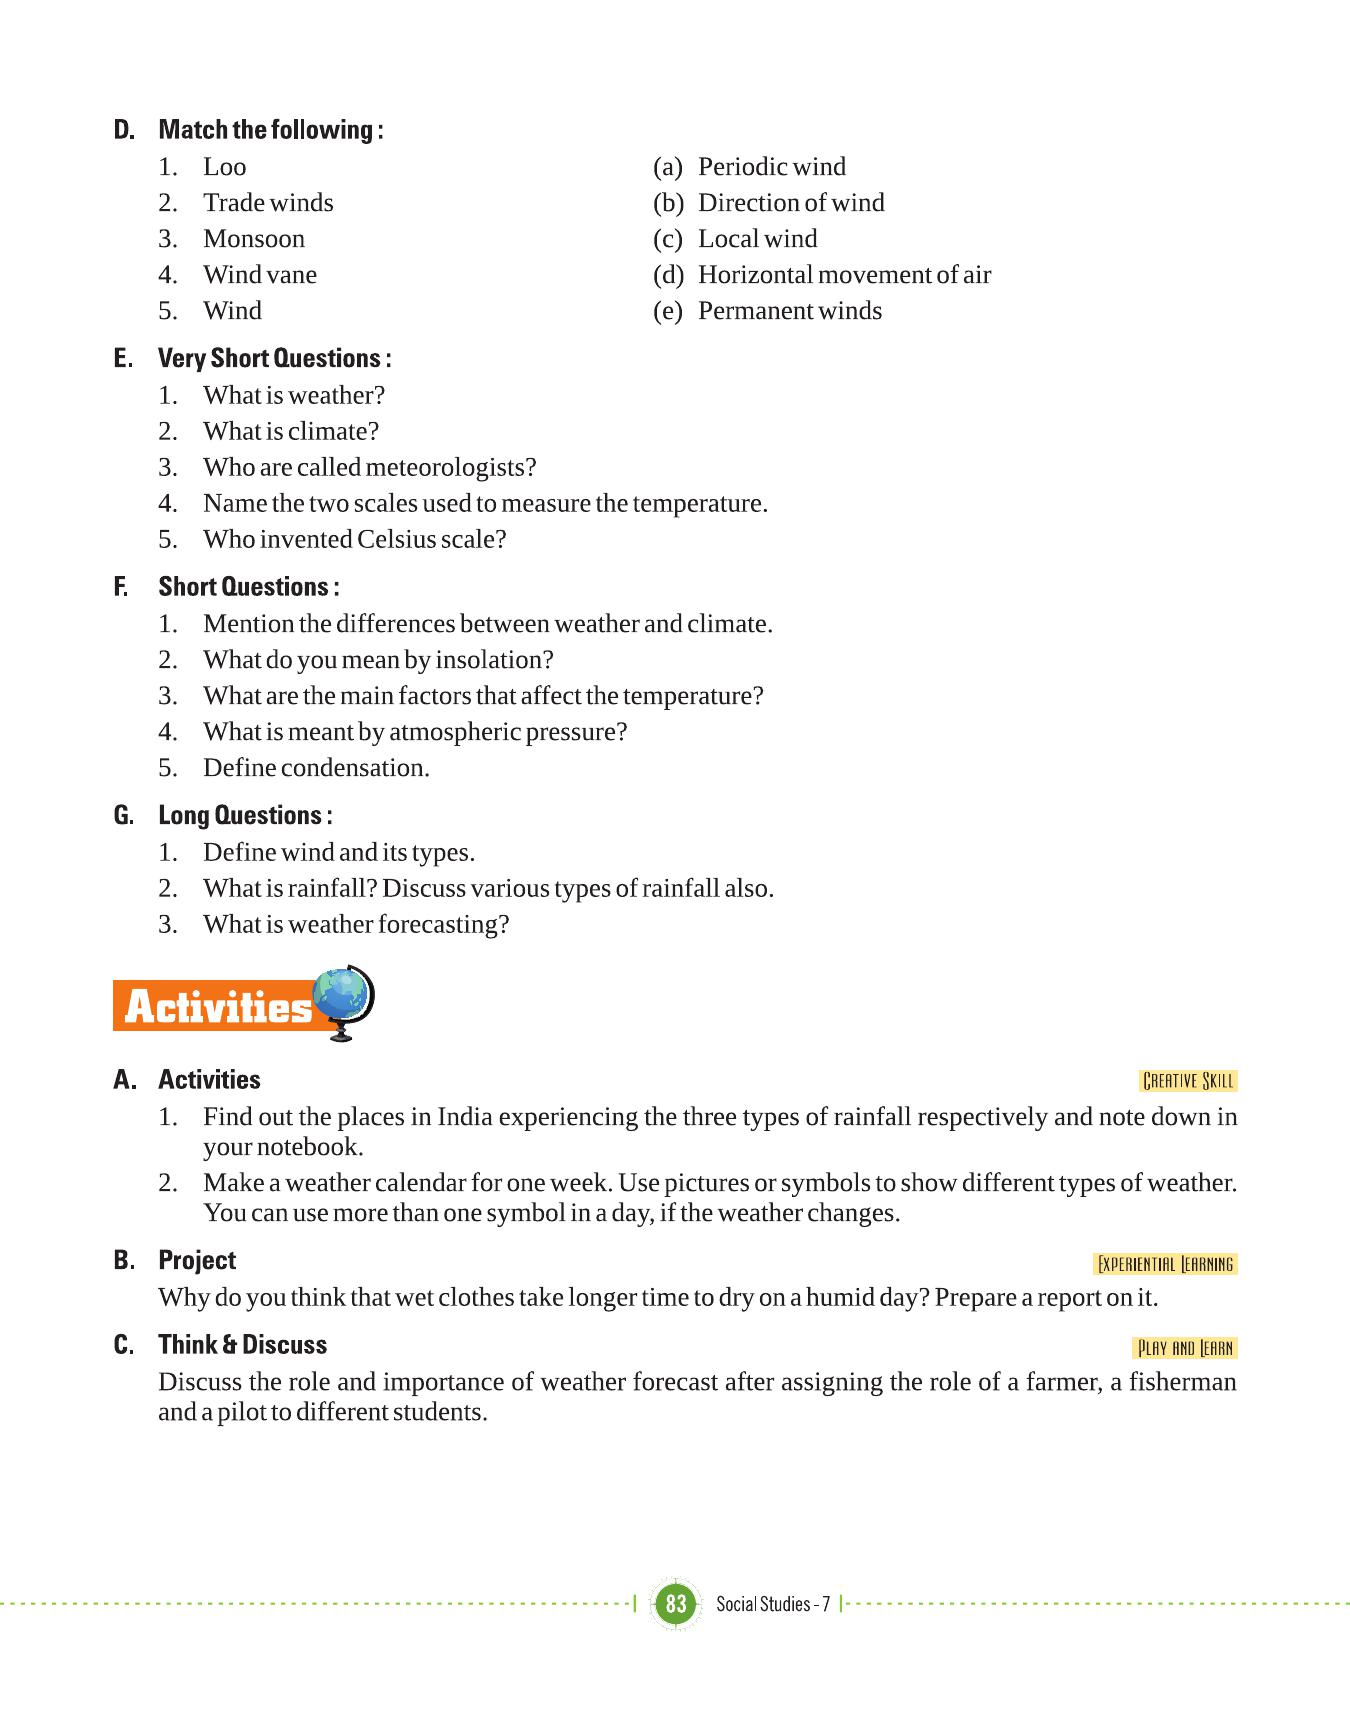 D. Match the following :
1. Loo (a) Periodic wind
2. Trade winds (b) Direction of wind
3. Monsoon (c) Local wind
4. Wind vane (d) Horizontal movement of air
5. Wind (e) Permanent winds
E. Very Short Questions :
1. What is weather?
2. What is climate?
3. Who are called meteorologists?
4. Name the two scales used to measure the temperature.
5. Who invented Celsius scale?
F. Short Questions :
1. Mention the differences between weather and climate.
2. What do you mean by insolation?
3. What are the main factors that affect the temperature?
4. What is meant by atmospheric pressure?
5. Define condensation.
G. Long Questions :
1. Define wind and its types.
2. What is rainfall? Discuss various types of rainfall also.
3. What is weather forecasting?
Activities
A. Activities CREATIVE SKILL
1. Find out the places in India experiencing the three types of rainfall respectively and note down in
your notebook.
2. Make a weather calendar for one week. Use pictures or symbols to show different types of weather.
You can use more than one symbol in a day, if the weather changes.
B. Project EXPERIENTIAL LEARNING
Why do you think that wet clothes take longer time to dry on a humid day? Prepare a report on it.
C. Think & Discuss PLAY AND LEARN
Discuss the role and importance of weather forecast after assigning the role of a farmer, a fisherman
and a pilot to different students.
83 Social Studies - 7